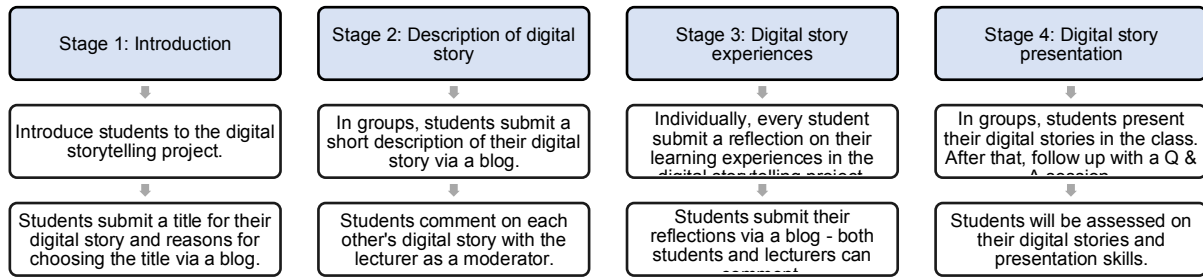 Stage 1: Introduction
Introduce students to the digital
storytelling project.
Students submit a title for their
digital story and reasons for
choosing the title via a blog.
Stage 2: Description of digital
story
In groups, students submit a
short description of their digital
story via a blog.
Students comment on each
other's digital story with the
lecturer as a moderator.
Stage 3: Digital story
experiences
Individually, every student
submit a reflection on their
learning experiences in the
digital storytelling project
Students submit their
reflections via a blog - both
students and lecturers can
comment
Stage 4: Digital story
presentation
In groups, students present
their digital stories in the class.
After that, follow up with a Q &
A session
Students will be assessed on
their digital stories and
presentation skills.